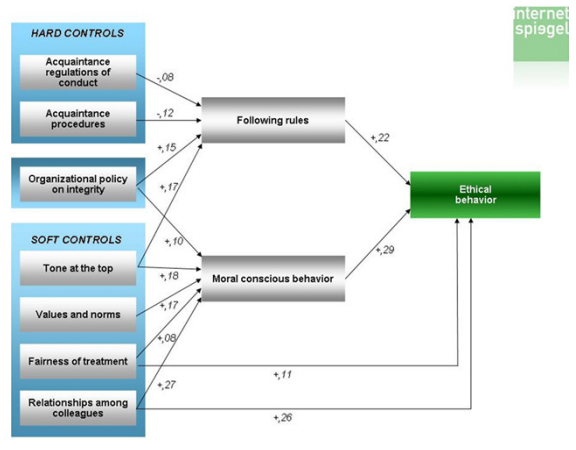 internet
spiegel
HARD CONTROLS
Acquaintance
regulations of
conduct
-,08
Acquaintance
procedures
-,12
Following rules
+,22
+,15
Organizational policy
on integrity
+,17
Ethical
behavior
SOFT CONTROLS
+,10
+,29
Tone at the top
+,18
Moral conscious behavior
Values and norms
+,17
+,08
Fairness of treatment
+,11
+,27
Relationships among
colleagues
+,26